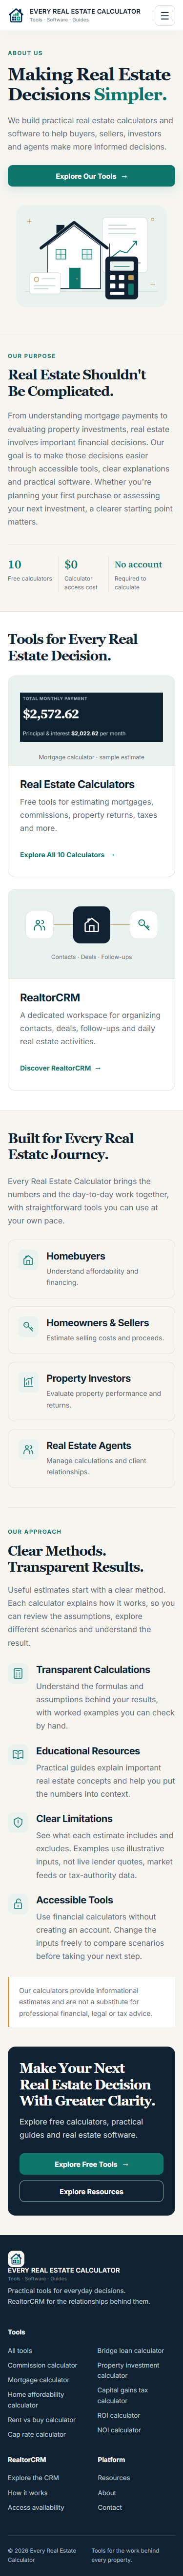 EVERY REAL ESTATE CALCULATOR
Tools · Software · Guides
ABOUT US
Making Real Estate
Decisions Simpler.
We build practical real estate calculators and
software to help buyers, sellers, investors
and agents make more informed decisions.
Explore Our Tools →
OUR PURPOSE
Real Estate Shouldn't
Be Complicated.
From understanding mortgage payments to
evaluating property investments, real estate
involves important financial decisions. Our
goal is to make those decisions easier
through accessible tools, clear explanations
and practical software. Whether you're
planning your first purchase or assessing
your next investment, a clearer starting point
matters.
10
Free calculators
$0
Calculator
access cost
No account
Required to
calculate
Tools for Every Real
Estate Decision.
TOTAL MONTHLY PAYMENT
$2,572.62
Principal & interest $2,022.62 per month
Mortgage calculator · sample estimate
Real Estate Calculators
Free tools for estimating mortgages,
commissions, property returns, taxes
and more.
Explore All 10 Calculators →
Contacts · Deals · Follow-ups
RealtorCRM
A dedicated workspace for organizing
contacts, deals, follow-ups and daily
real estate activities.
Discover RealtorCRM →
Built for Every Real
Estate Journey.
Every Real Estate Calculator brings the
numbers and the day-to-day work together,
with straightforward tools you can use at
your own pace.
Homebuyers
Understand affordability and
financing.
Homeowners & Sellers
Estimate selling costs and proceeds.
Property Investors
Evaluate property performance and
returns.
Real Estate Agents
Manage calculations and client
relationships.
OUR APPROACH
Clear Methods.
Transparent Results.
Useful estimates start with a clear method.
Each calculator explains how it works, so you
can review the assumptions, explore
different scenarios and understand the
result.
Transparent Calculations
Understand the formulas and
assumptions behind your results,
with worked examples you can check
by hand.
Educational Resources
Practical guides explain important
real estate concepts and help you put
the numbers into context.
Clear Limitations
See what each estimate includes and
excludes. Examples use illustrative
inputs, not live lender quotes, market
feeds or tax-authority data.
Accessible Tools
Use financial calculators without
creating an account. Change the
inputs freely to compare scenarios
before taking your next step.
Our calculators provide informational
estimates and are not a substitute for
professional financial, legal or tax advice.
Make Your Next
Real Estate Decision
With Greater Clarity.
Explore free calculators, practical
guides and real estate software.
Explore Free Tools →
Explore Resources
EVERY REAL ESTATE CALCULATOR
Tools · Software · Guides
Practical tools for everyday decisions.
RealtorCRM for the relationships behind them.
Tools
All tools
Commission calculator
Mortgage calculator
Home affordability
calculator
Rent vs buy calculator
Cap rate calculator
Bridge loan calculator
Property investment
calculator
Capital gains tax
calculator
ROI calculator
NOI calculator
RealtorCRM
Explore the CRM
How it works
Access availability
Platform
Resources
About
Contact
© 2026 Every Real Estate
Calculator
Tools for the work behind
every property.